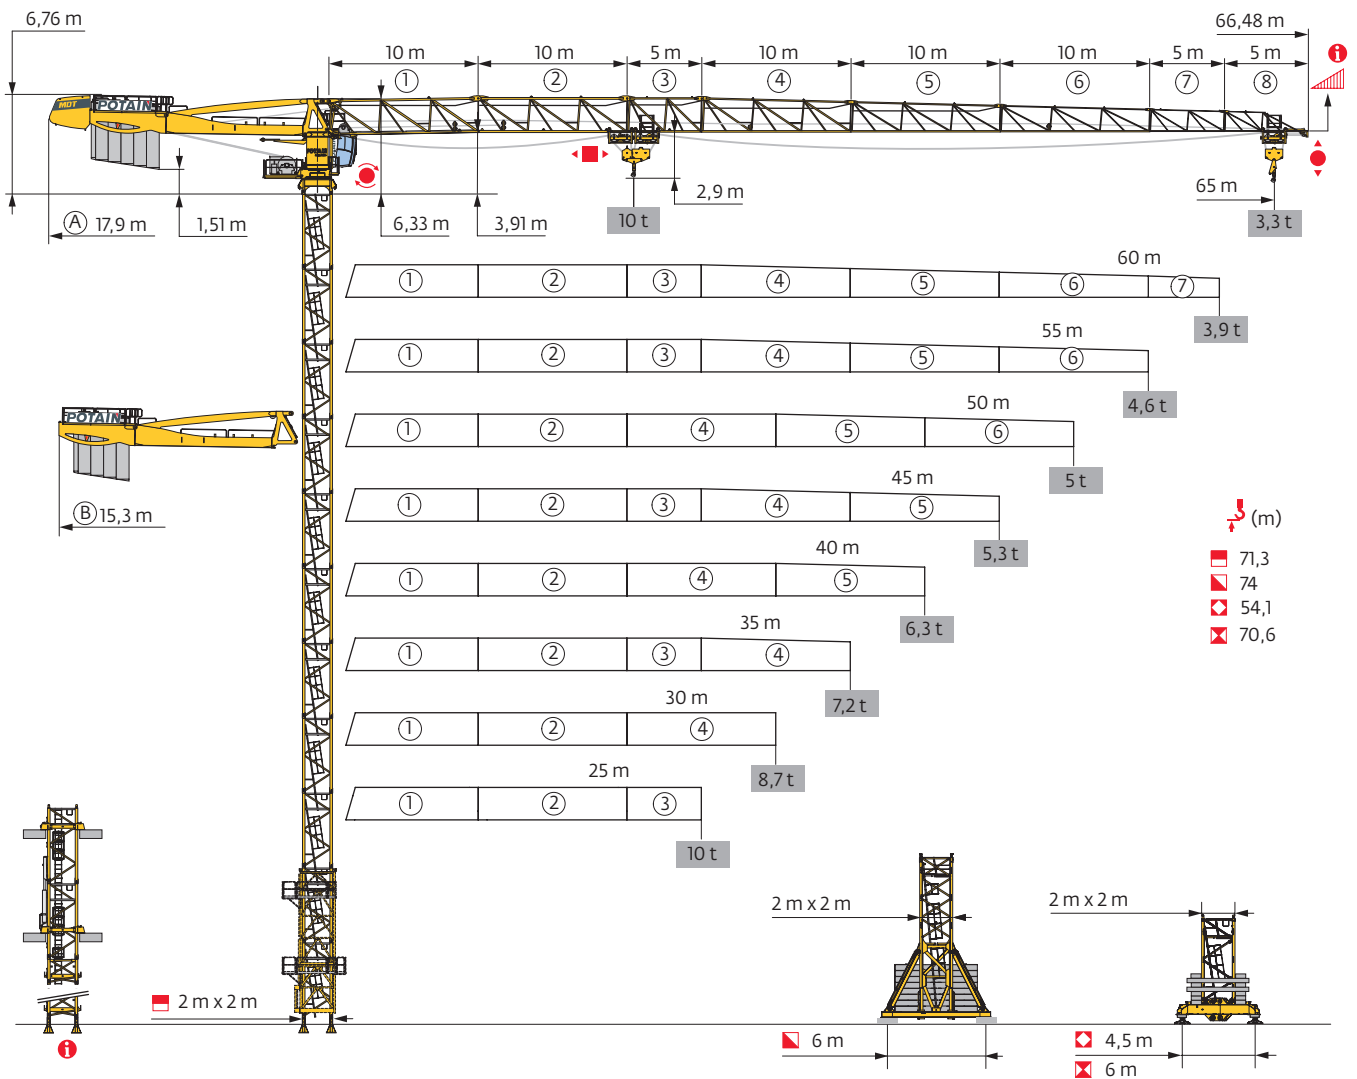 6,76 m
66,48 m
10 m 10 m 5 m 10 m 10 m 10 m 5 m 5 m
1 2 3 4 5 6 7 8
MDT POTAIN
POTAIN
2,9 m
65 m
A 17,9 m
1,51 m
6,33 m
3,91 m
10 t
3,3 t
60 m
1 2 3 4 5 6 7
3,9 t
55 m
1 2 3 4 5 6
4,6 t
50 m
1 2 4 5 6
5 t
POTAIN
B 15,3 m
45 m
1 2 3 4 5
5,3 t
(m)
71,3
74
54,1
70,6
40 m
1 2 4 5
6,3 t
35 m
1 2 3 4
7,2 t
30 m
1 2 4
8,7 t
25 m
1 2 3
10 t
2 m x 2 m
2 m x 2 m
2 m x 2 m
i
i
6 m
4,5 m
6 m